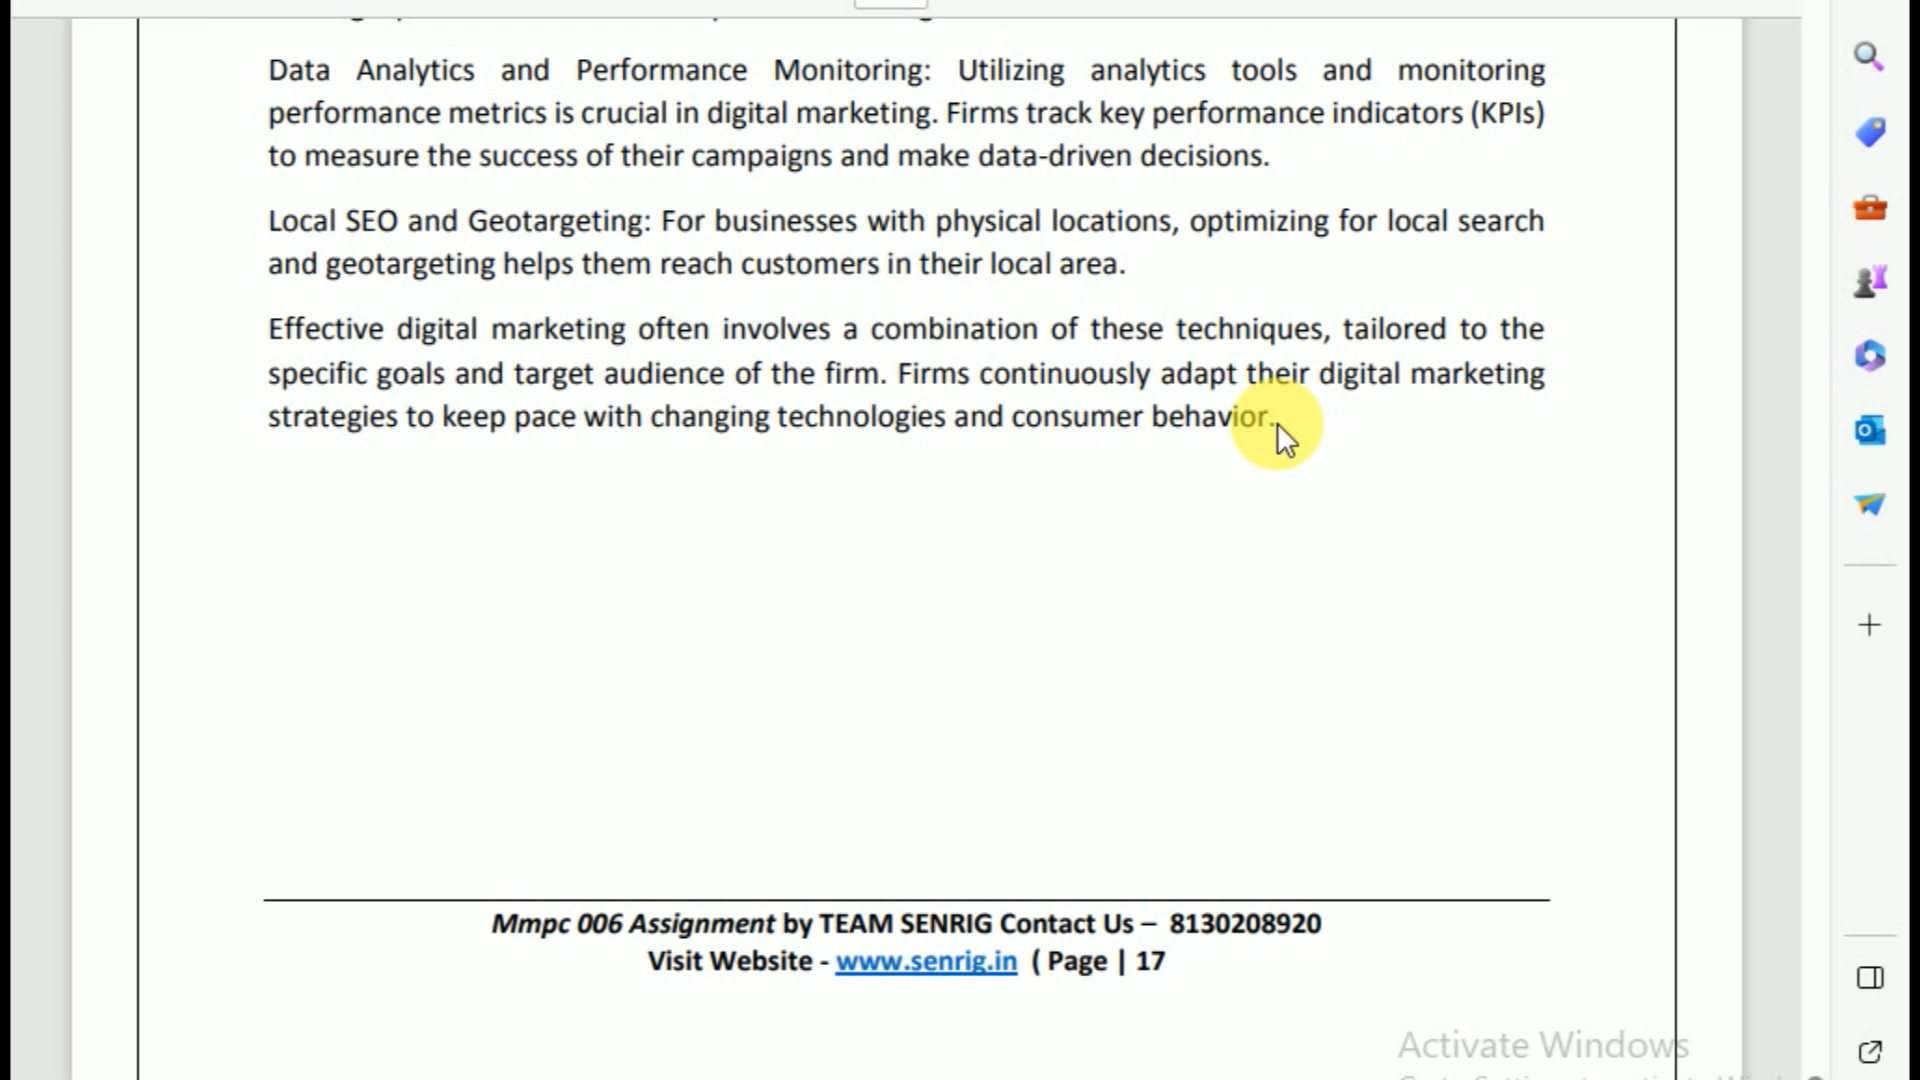 Data Analytics and Performance Monitoring: Utilizing analytics tools and monitoring
performance metrics is crucial in digital marketing. Firms track key performance indicators (KPIs)
to measure the success of their campaigns and make data-driven decisions.
Local SEO and Geotargeting: For businesses with physical locations, optimizing for local search
and geotargeting helps them reach customers in their local area.
Effective digital marketing often involves a combination of these techniques, tailored to the
specific goals and target audience of the firm. Firms continuously adapt their digital marketing
strategies to keep pace with changing technologies and consumer behavior.
Mmpc 006 Assignment by TEAM SENRIG Contact Us – 8130208920
Visit Website - www.senrig.in ( Page | 17
Activate Windows